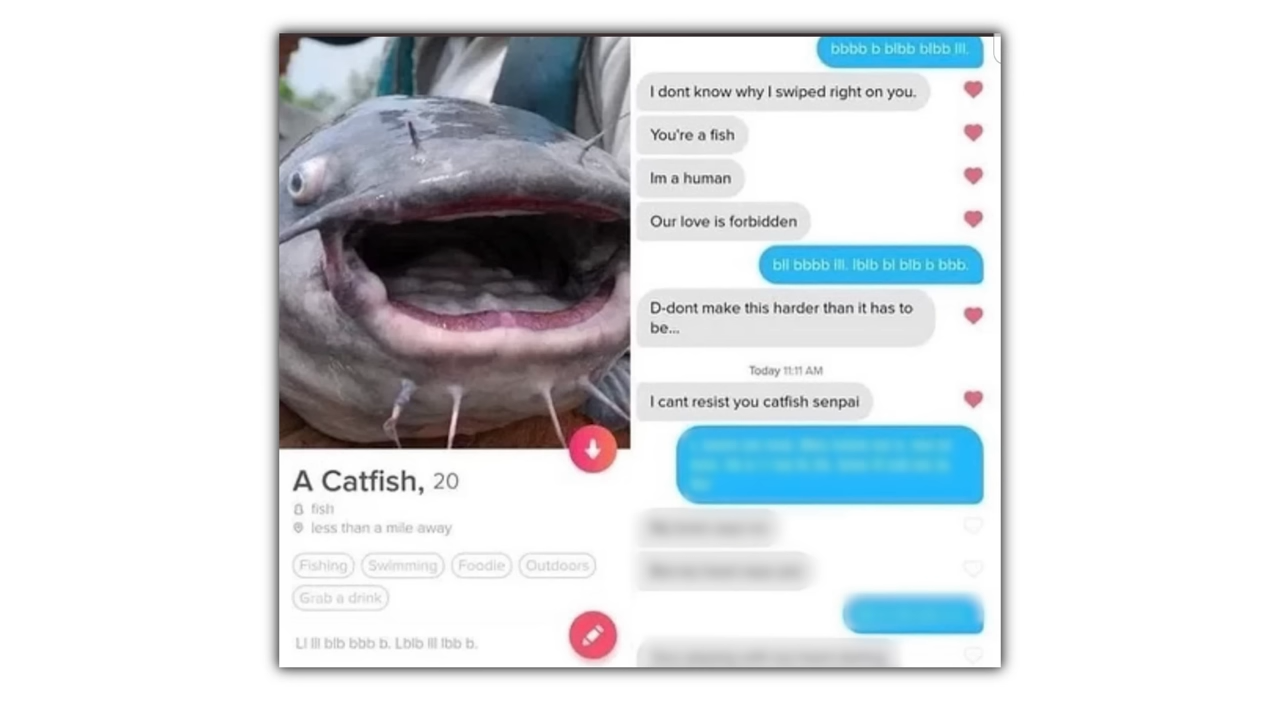 A Catfish, 20
fish
less than a mile away
Fishing
Swimming
Foodie
Outdoors
Grab a drink
Ll lll blb bbb b. Lblb lll lbb b.
bbbb b blbb blbb lll.
I dont know why I swiped right on you.
You're a fish
Im a human
Our love is forbidden
bll bbbb lll. lblb bl blb b bbb.
D-dont make this harder than it has to
be...
Today 11:11 AM
I cant resist you catfish senpai